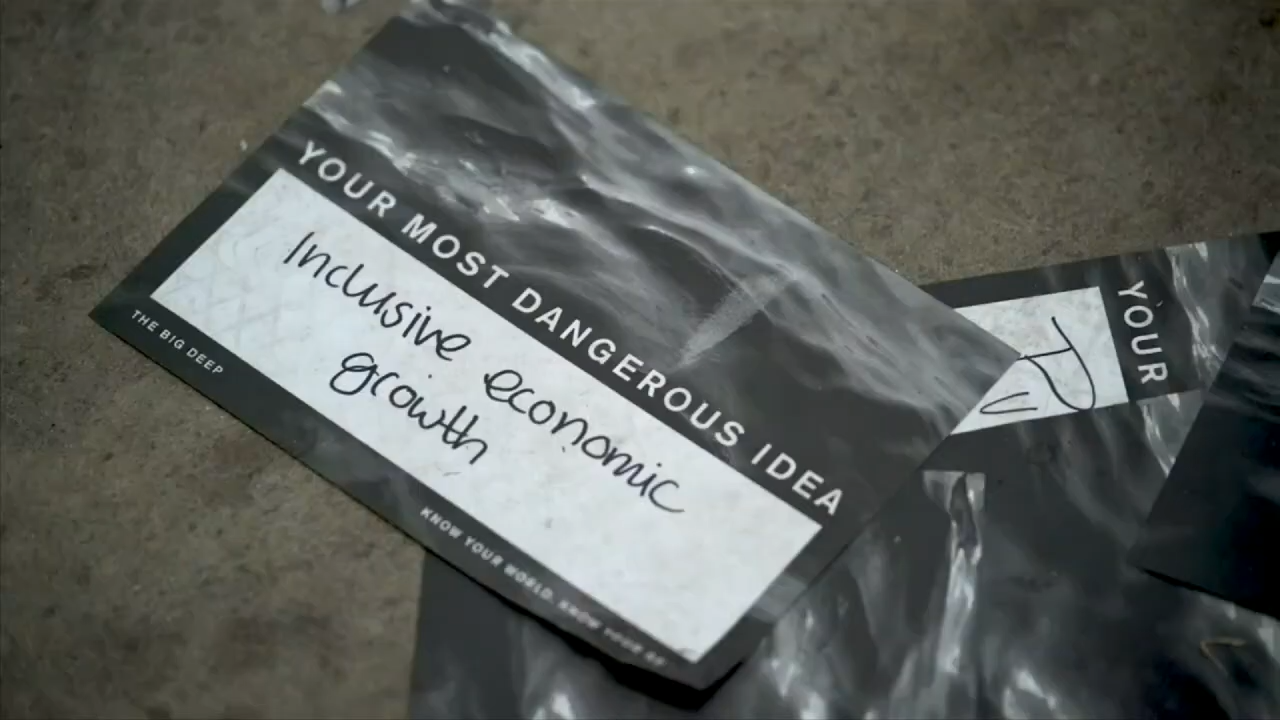 YOUR MOST DANGEROUS IDEA
Inclusive economic
growth
THE BIG DEEP
KNOW YOUR WORLD. KNOW YOUR
YOUR